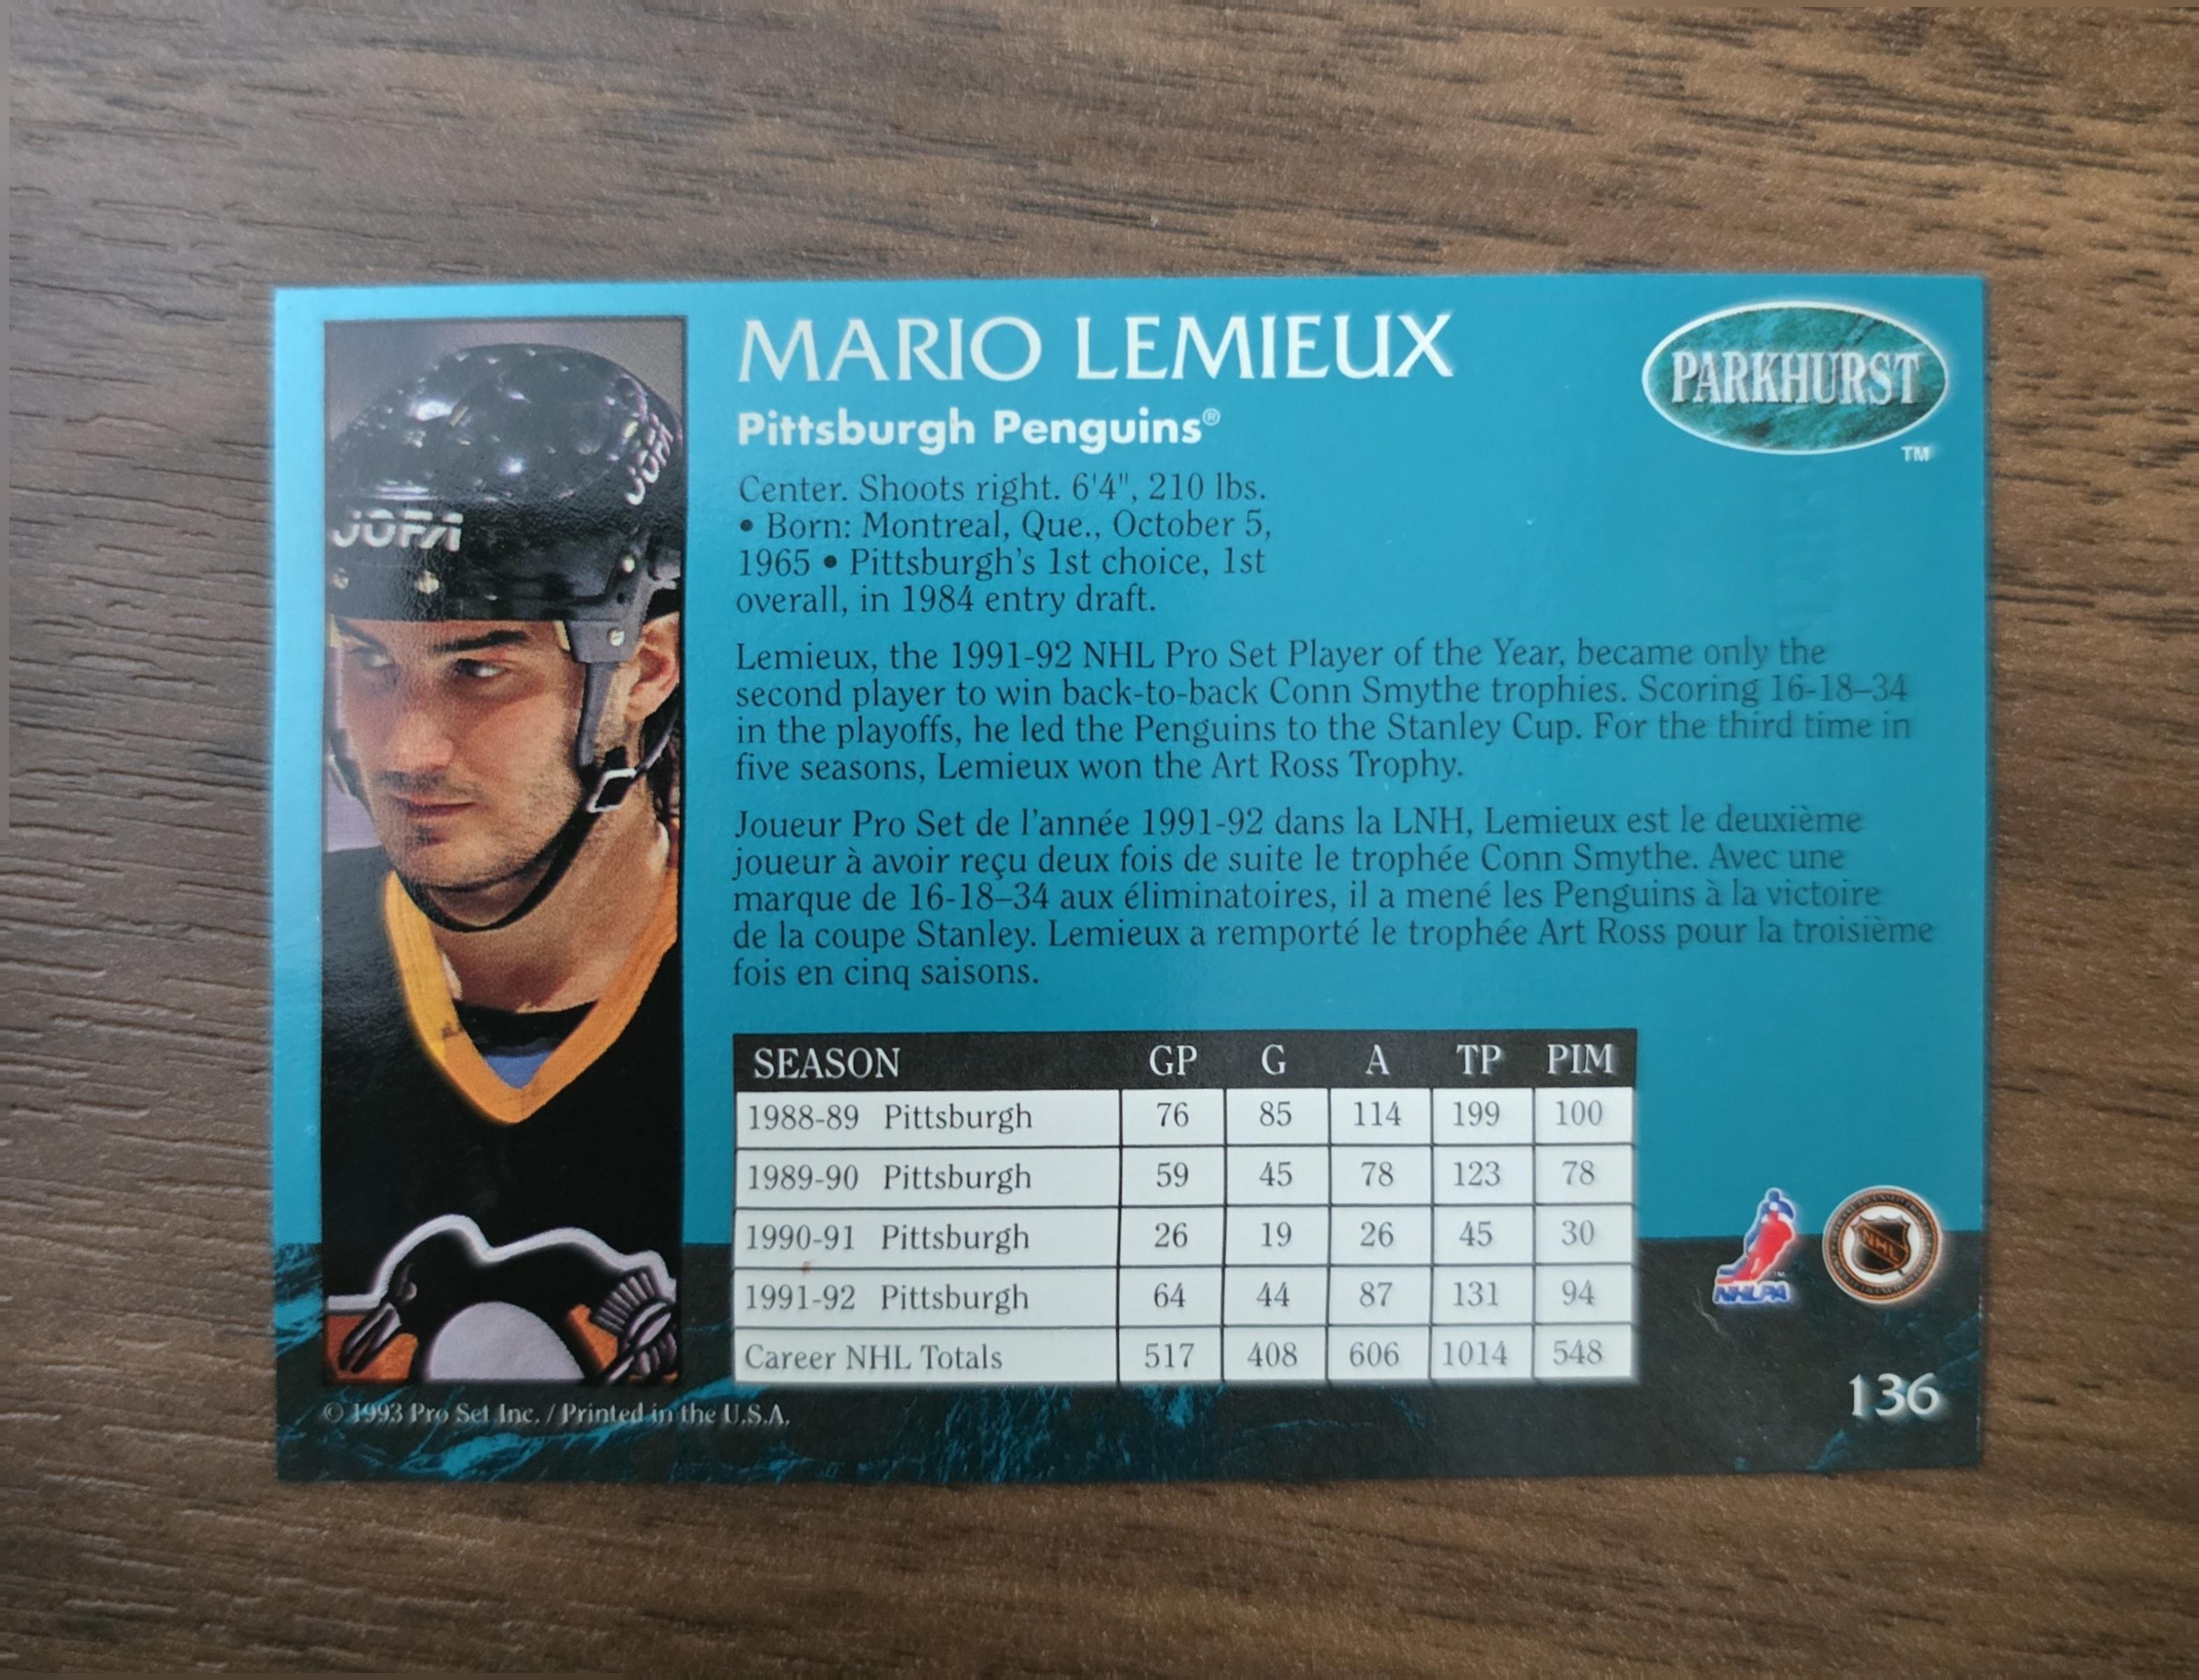 MARIO LEMIEUX
PARKHURST
TM
Pittsburgh Penguins®
Center. Shoots right. 6'4", 210 lbs.
• Born: Montreal, Que., October 5,
1965 • Pittsburgh's 1st choice, 1st
overall, in 1984 entry draft.
JOFA
JOFA
Lemieux, the 1991-92 NHL Pro Set Player of the Year, became only the
second player to win back-to-back Conn Smythe trophies. Scoring 16-18–34
in the playoffs, he led the Penguins to the Stanley Cup. For the third time in
five seasons, Lemieux won the Art Ross Trophy.
Joueur Pro Set de l'année 1991-92 dans la LNH, Lemieux est le deuxième
joueur à avoir reçu deux fois de suite le trophée Conn Smythe. Avec une
marque de 16-18–34 aux éliminatoires, il a mené les Penguins à la victoire
de la coupe Stanley. Lemieux a remporté le trophée Art Ross pour la troisième
fois en cinq saisons.
SEASON GP G A TP PIM
1988-89 Pittsburgh 76 85 114 199 100
1989-90 Pittsburgh 59 45 78 123 78
1990-91 Pittsburgh 26 19 26 45 30
1991-92 Pittsburgh 64 44 87 131 94
Career NHL Totals 517 408 606 1014 548
NHLPA
NHL
136
© 1993 Pro Set Inc. / Printed in the U.S.A.